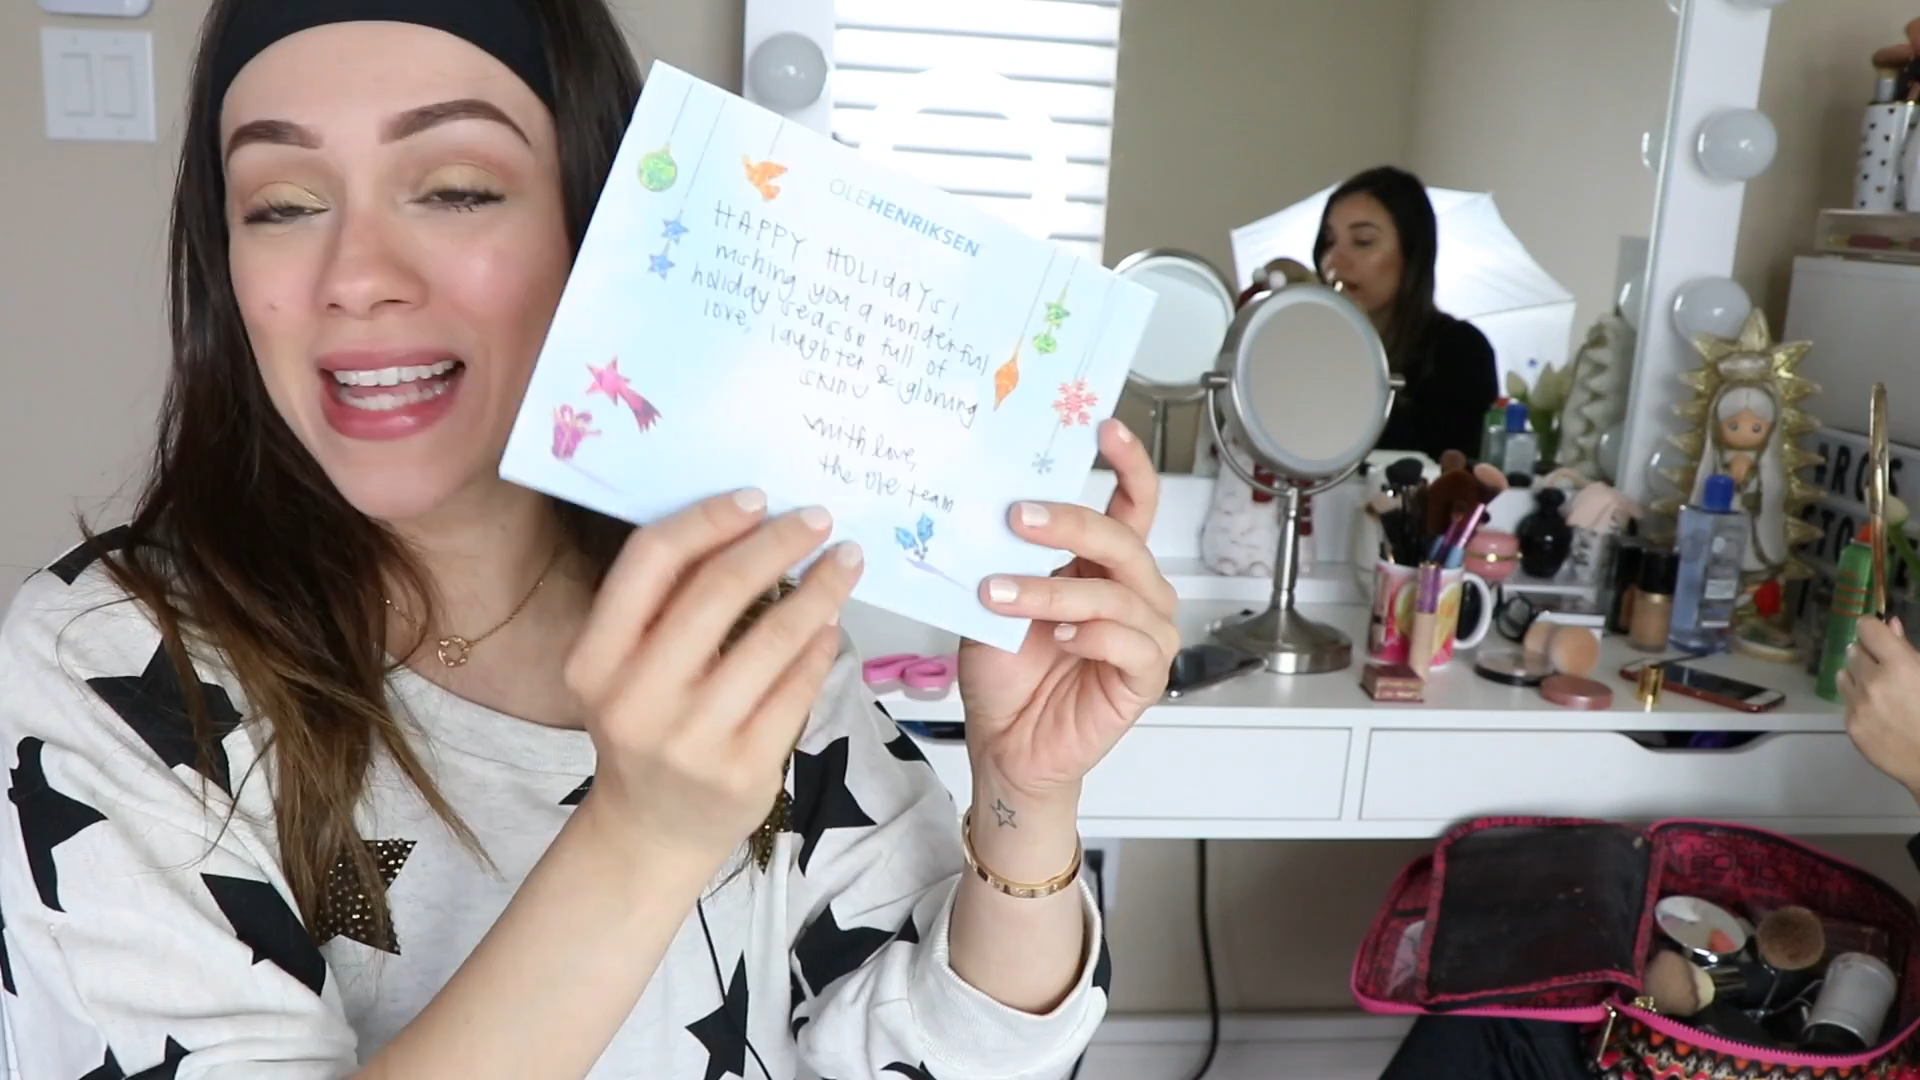 OLEHENRIKSEN
HAPPY HOLIDAYS!
wishing you a wonderful
holiday season full of
love, laughter & glowing
skin!
with love,
the Ole team